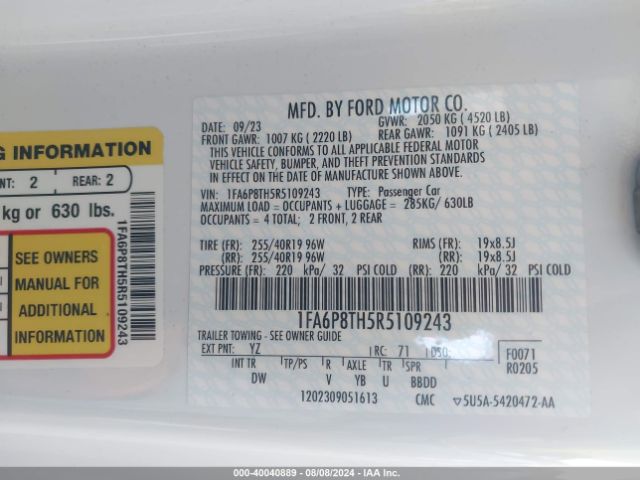 G INFORMATION
NT: 2 REAR: 2
kg or 630 lbs.
SEE OWNERS
MANUAL FOR
ADDITIONAL
INFORMATION
1FA6P8TH5R5109243
MFD. BY FORD MOTOR CO.
DATE: 09/23 GVWR: 2050 KG (4520 LB)
FRONT GAWR: 1007 KG (2220 LB) REAR GAWR: 1091 KG (2405 LB)
THIS VEHICLE CONFORMS TO ALL APPLICABLE FEDERAL MOTOR
VEHICLE SAFETY, BUMPER, AND THEFT PREVENTION STANDARDS
IN EFFECT ON THE DATE OF MANUFACTURE SHOWN ABOVE.
VIN: 1FA6P8TH5R5109243 TYPE: Passenger Car
MAXIMUM LOAD = OCCUPANTS + LUGGAGE = 285KG/ 630LB
OCCUPANTS = 4 TOTAL: 2 FRONT, 2 REAR
TIRE (FR): 255/40R19 96W RIMS (FR): 19x8.5J
(RR): 255/40R19 96W (RR): 19x8.5J
PRESSURE (FR): 220 kPa/ 32 PSI COLD (RR): 220 kPa/ 32 PSI COLD
1FA6P8TH5R5109243
TRAILER TOWING - SEE OWNER GUIDE
EXT PNT: YZ RC: 71 DSO: F0071
INT TR TP/PS R AXLE TR SPR R0205
DW V YB U BBDD
1202309051613 CMC ▽5U5A-5420472-AA
000-40040889 - 08/08/2024 - IAA Inc.